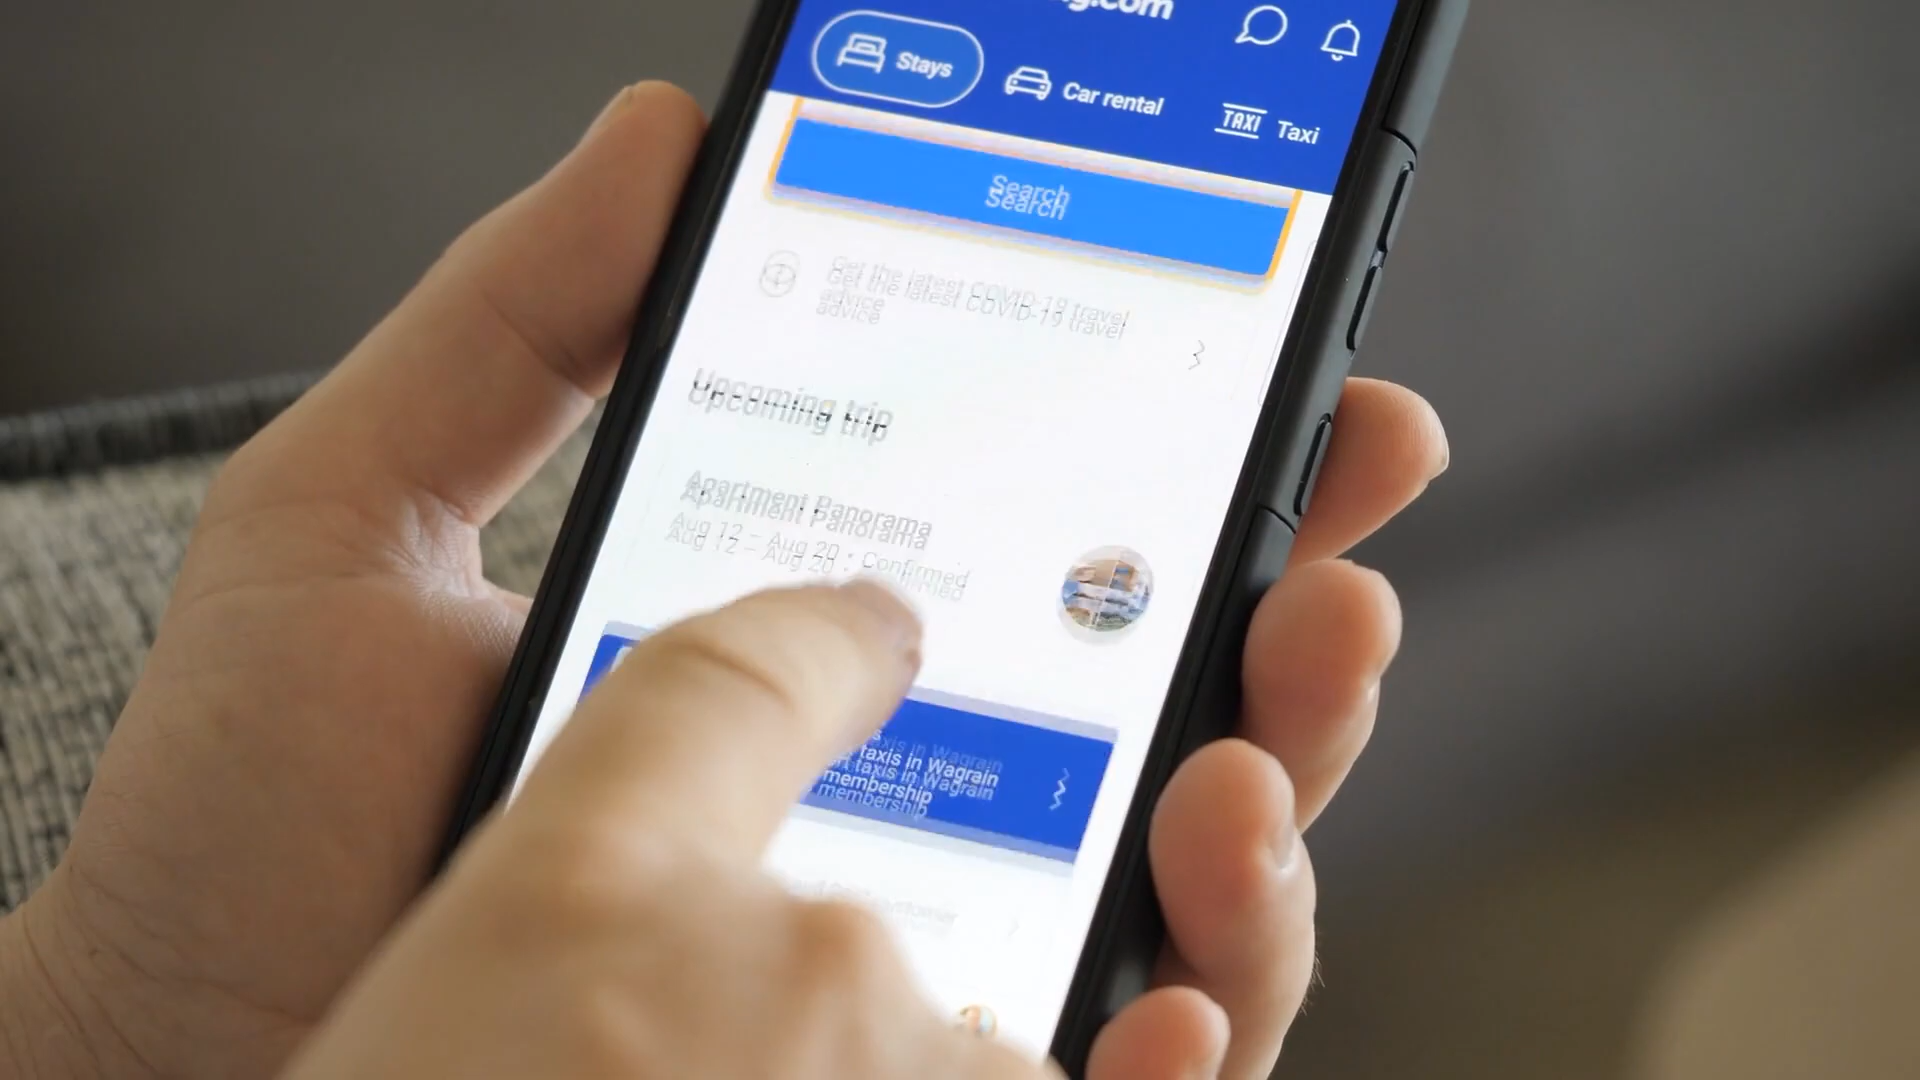 .com
Stays
Car rental
TAXI Taxi
Search
Get the latest COVID-19 travel
advice
Upcoming trip
Apartment Panorama
Aug 12 – Aug 20 · Confirmed
taxis in Wagrain
membership